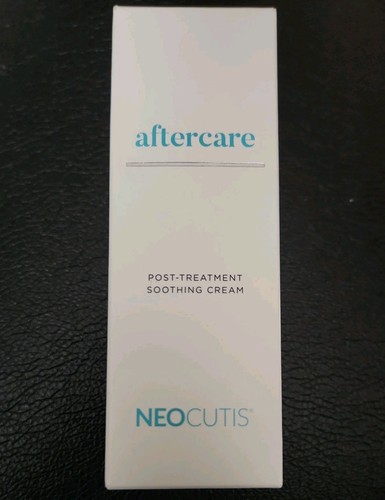 aftercare
POST-TREATMENT
SOOTHING CREAM
NEOCUTIS®